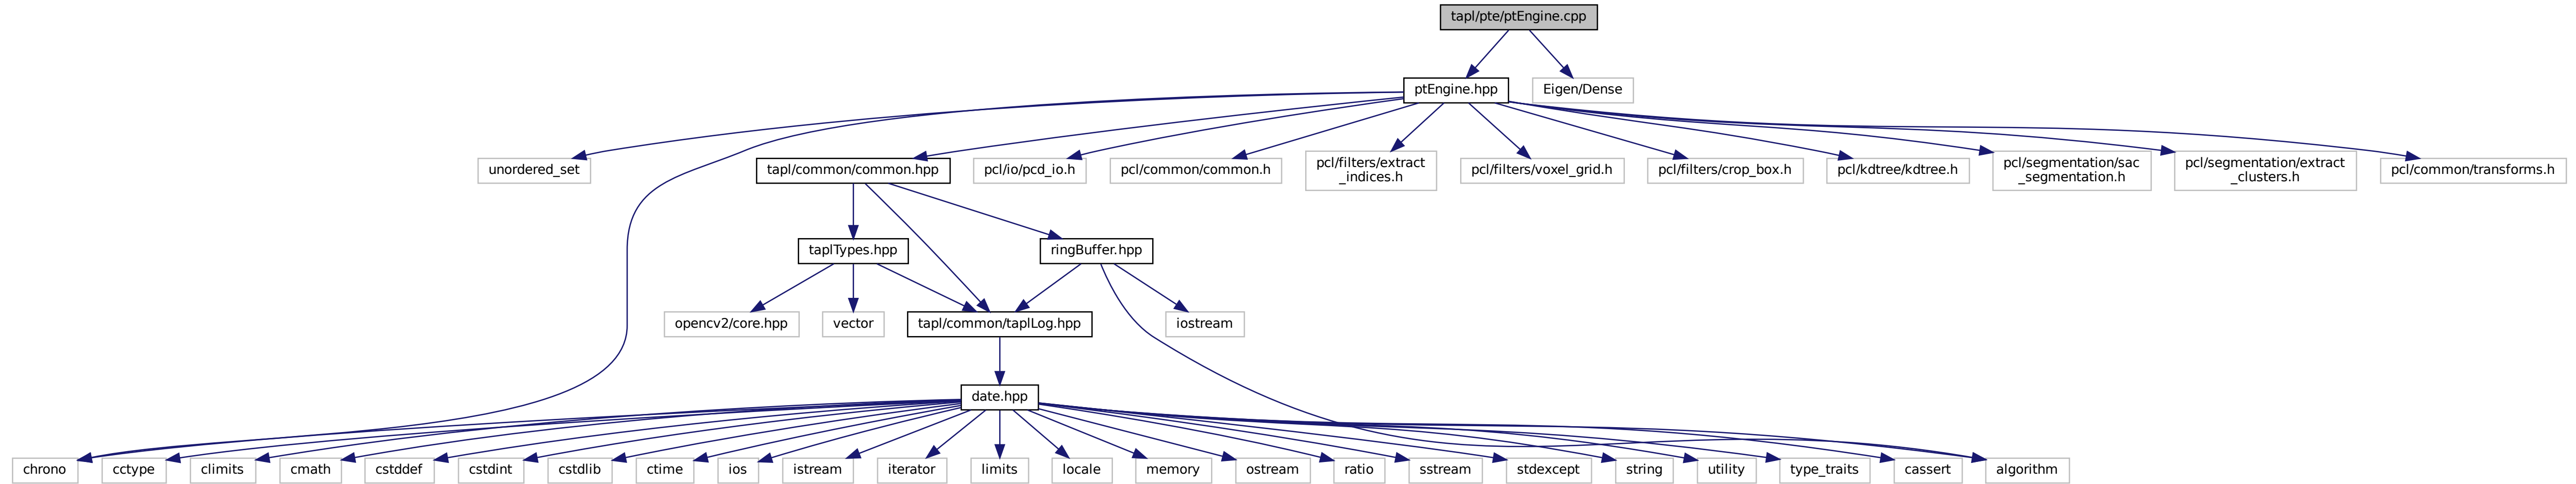 tapl/pte/ptEngine.cpp
ptEngine.hpp
Eigen/Dense
unordered_set
tapl/common/common.hpp
pcl/io/pcd_io.h
pcl/common/common.h
pcl/filters/extract
_indices.h
pcl/filters/voxel_grid.h
pcl/filters/crop_box.h
pcl/kdtree/kdtree.h
pcl/segmentation/sac
_segmentation.h
pcl/segmentation/extract
_clusters.h
pcl/common/transforms.h
taplTypes.hpp
ringBuffer.hpp
opencv2/core.hpp
vector
tapl/common/taplLog.hpp
iostream
date.hpp
chrono
cctype
climits
cmath
cstddef
cstdint
cstdlib
ctime
ios
istream
iterator
limits
locale
memory
ostream
ratio
sstream
stdexcept
string
utility
type_traits
cassert
algorithm